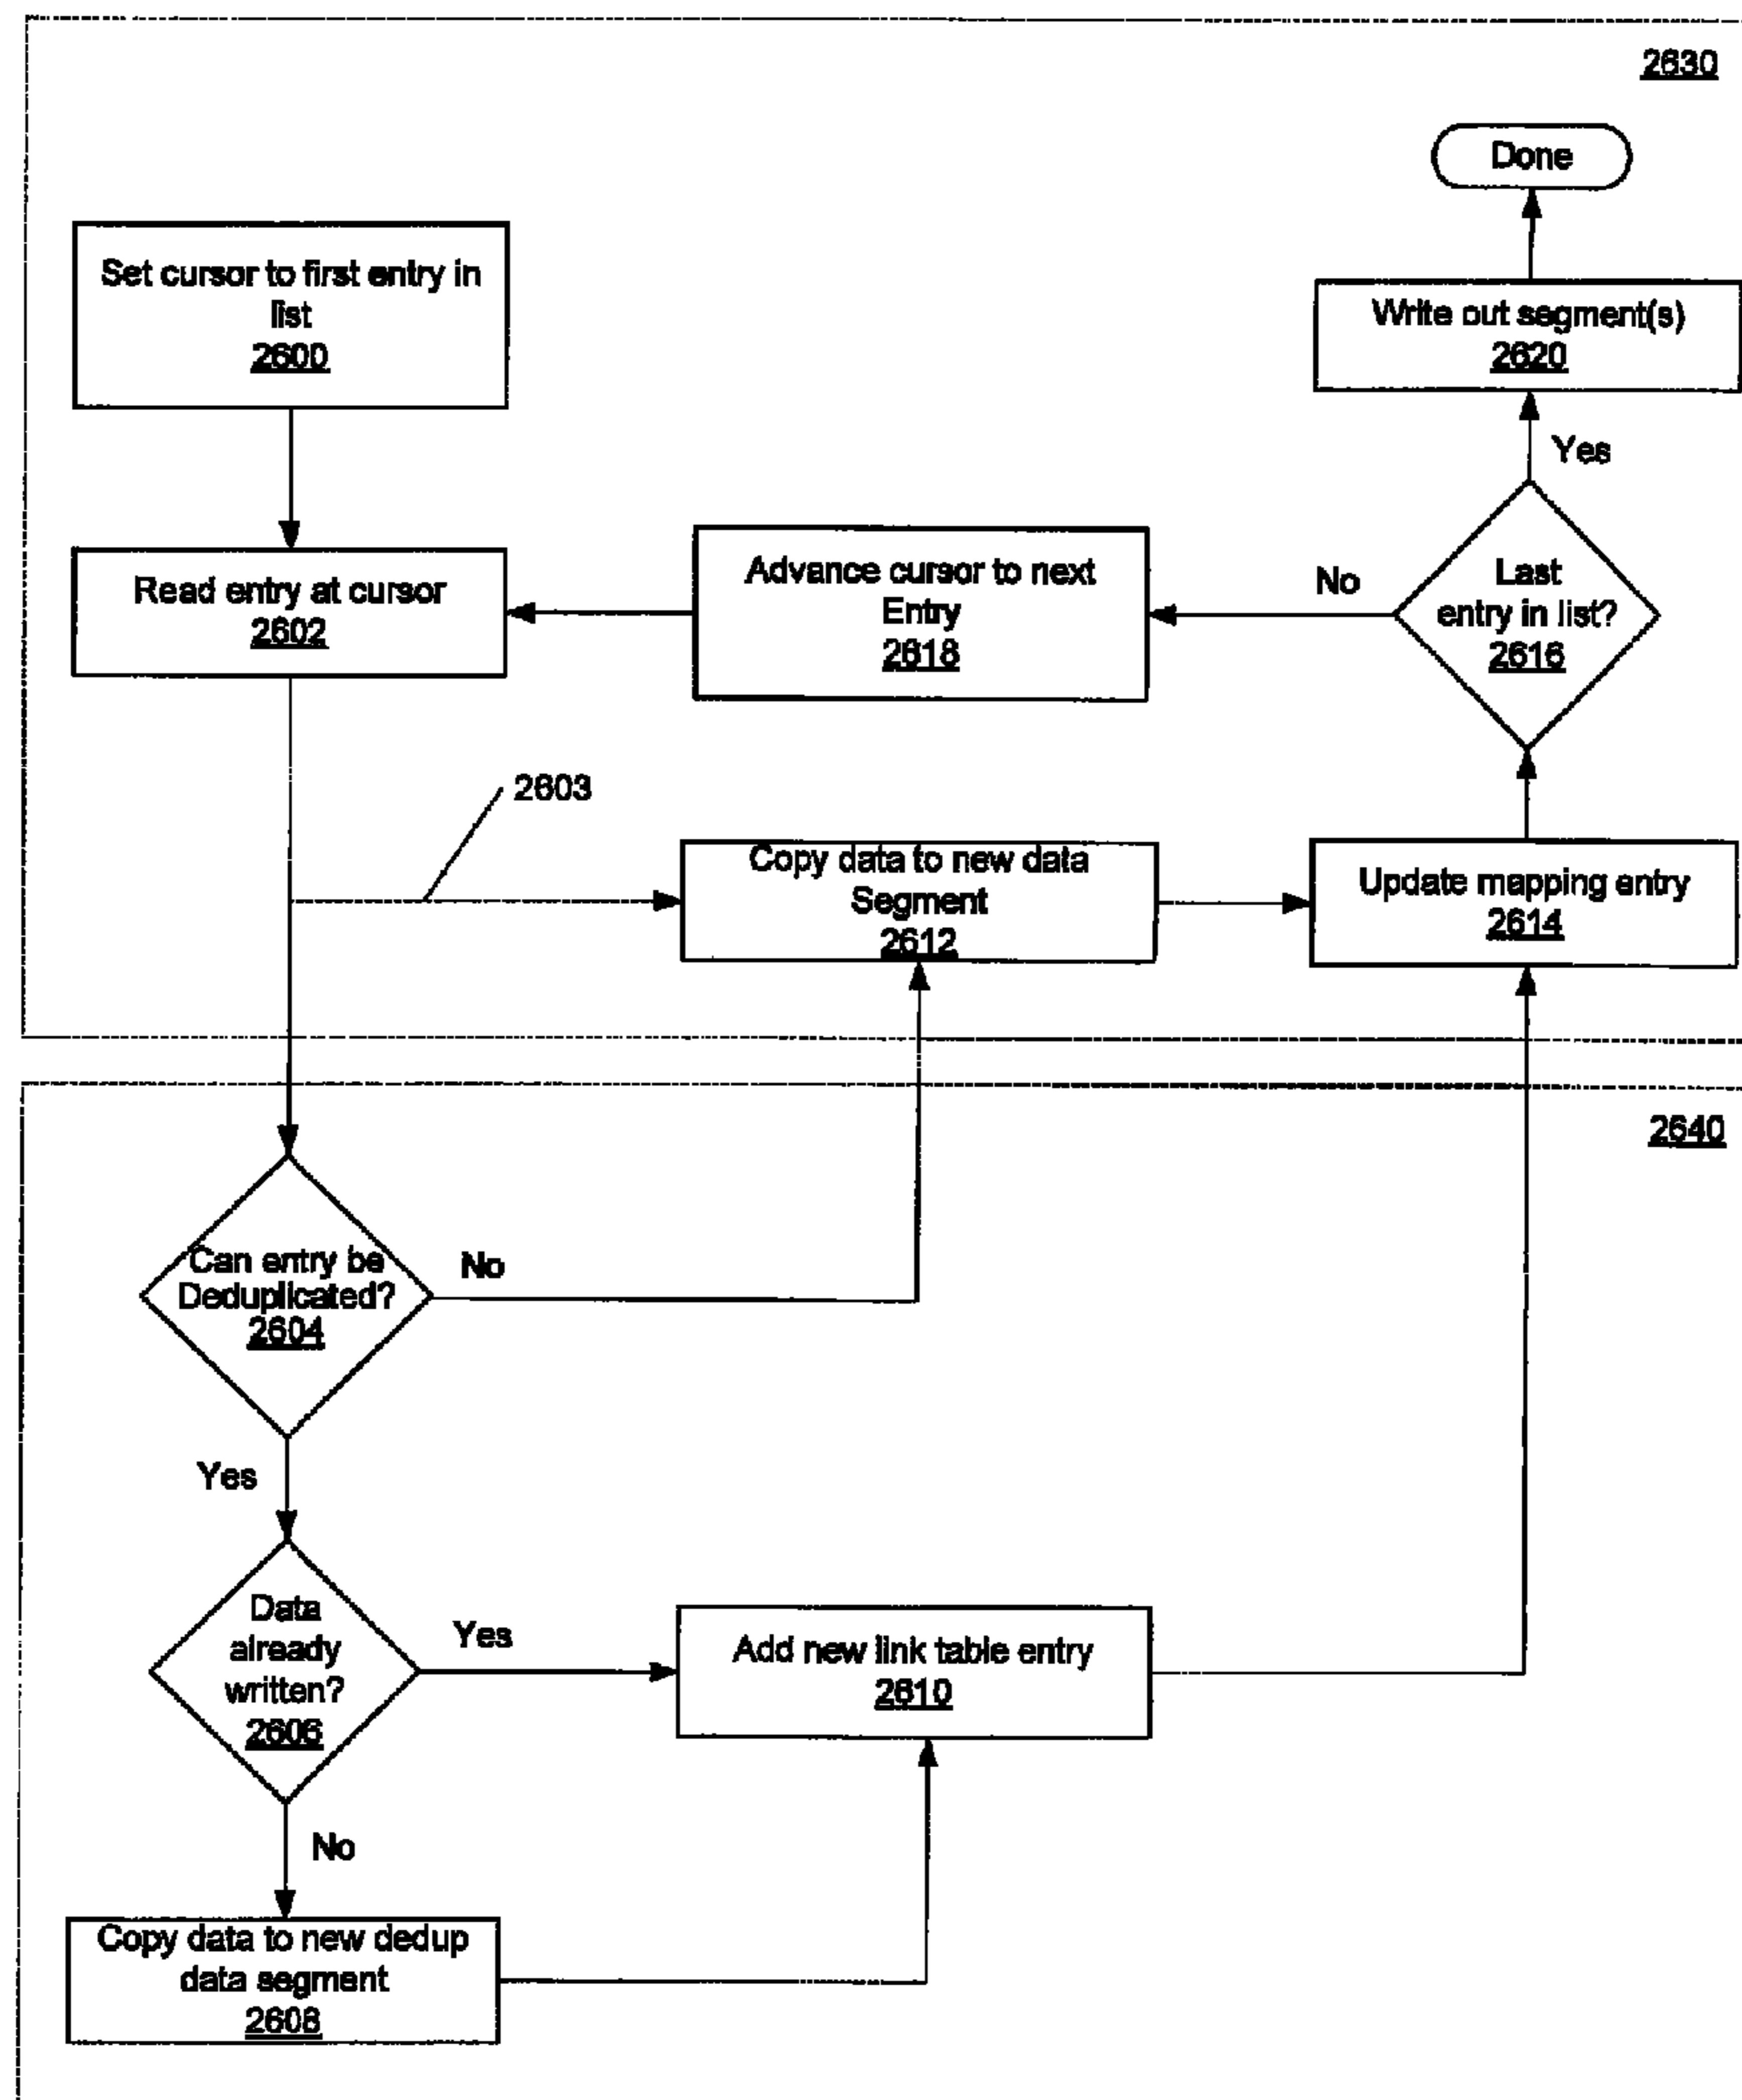 2630
Done
Set cursor to first entry in
list
2600
Write out segment(s)
2620
Yes
Read entry at cursor
2602
Advance cursor to next
Entry
2618
No
Last
entry in list?
2616
2603
Copy data to new data
Segment
2612
Update mapping entry
2614
2640
Can entry be
Deduplicated?
2604
No
Yes
Data
already
written?
2606
Yes
Add new link table entry
2610
No
Copy data to new dedup
data segment
2608